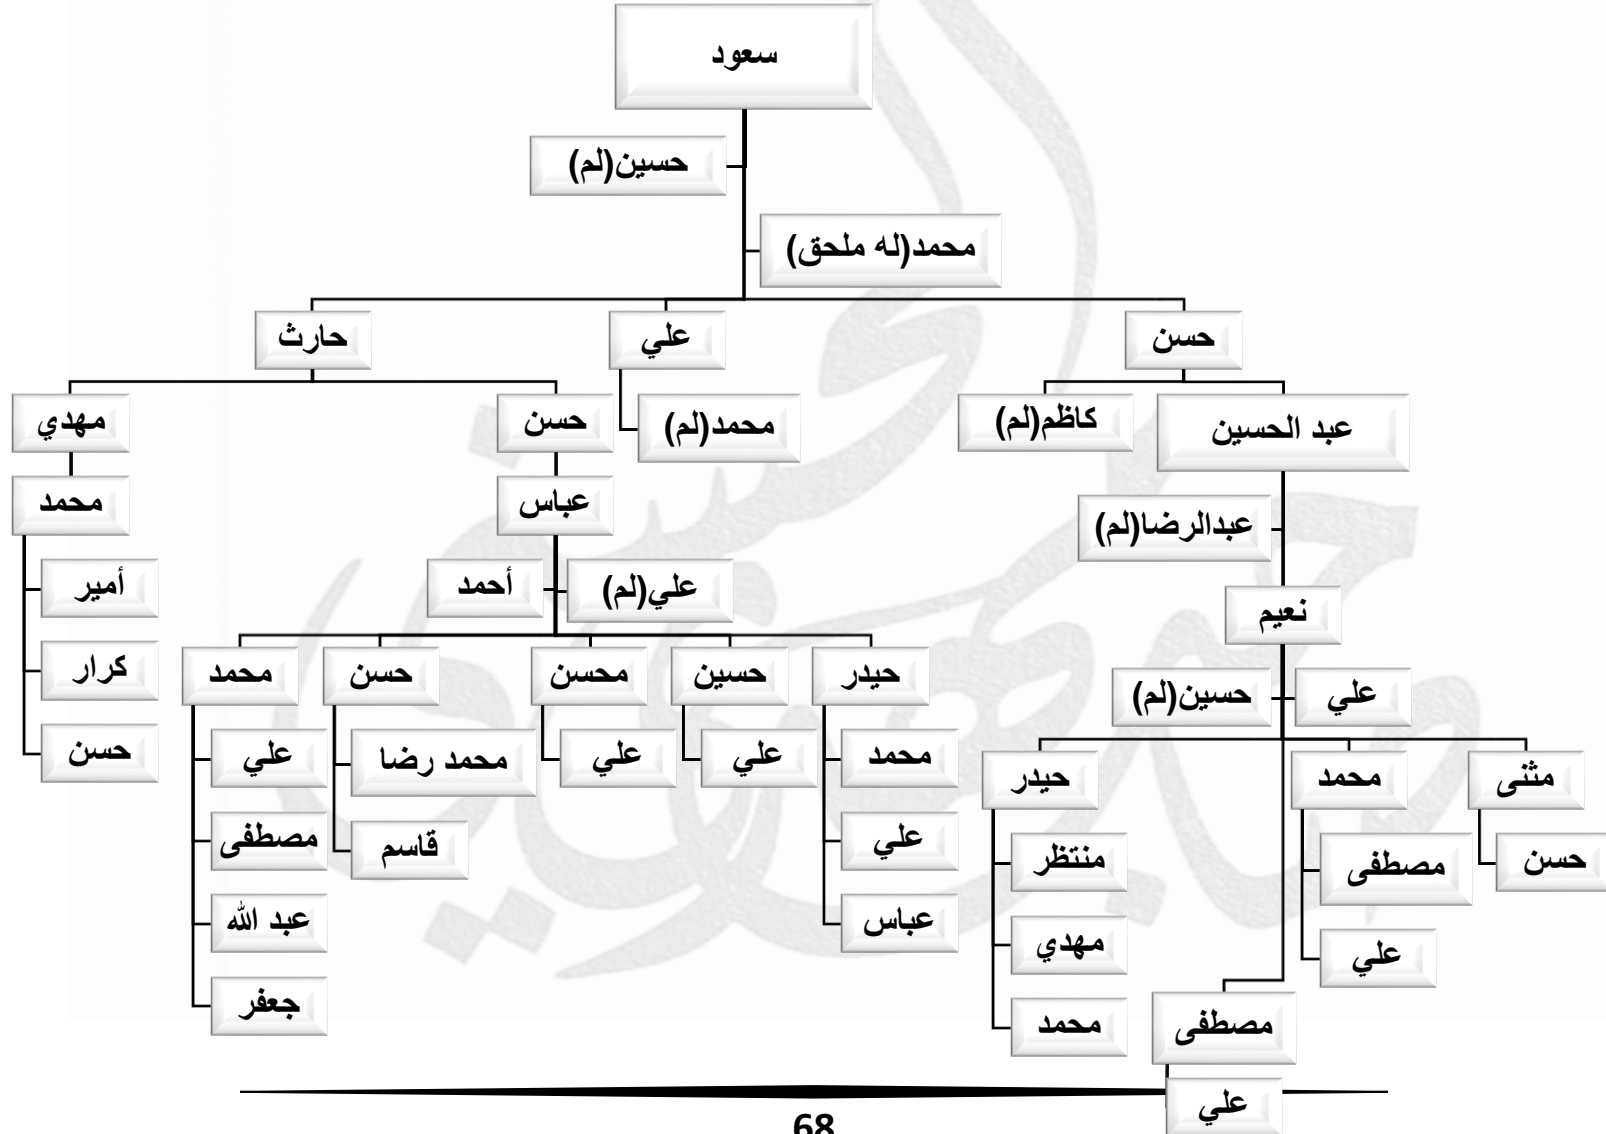 سعود
حسين(لم)
محمد(له ملحق)
حسن
علي
حارث
عبد الحسين
كاظم(لم)
محمد(لم)
حسن
مهدي
عبدالرضا(لم)
عباس
محمد
نعيم
علي(لم)
أحمد
أمير
علي
حسين(لم)
حيدر
حسين
محسن
حسن
محمد
كرار
مثنى
محمد
حيدر
محمد
علي
علي
محمد رضا
علي
حسن
حسن
مصطفى
منتظر
علي
قاسم
مصطفى
علي
مهدي
عباس
عبد الله
مصطفى
محمد
جعفر
علي
68